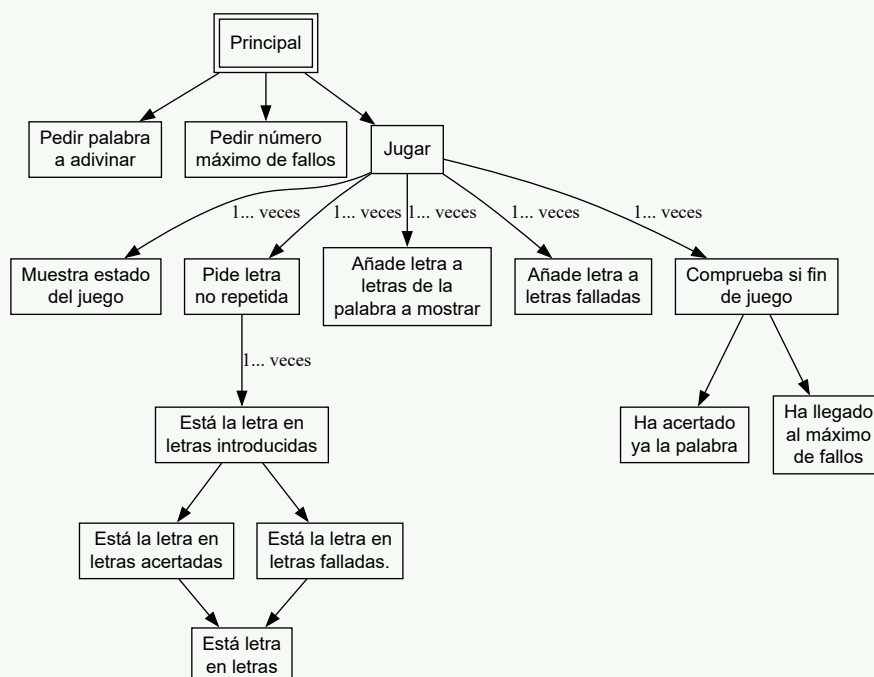 Principal
Pedir palabra
a adivinar
Pedir número
máximo de fallos
Jugar
1... veces
1... veces
1... veces
1... veces
1... veces
Muestra estado
del juego
Pide letra
no repetida
Añade letra a
letras de la
palabra a mostrar
Añade letra a
letras falladas
Comprueba si fin
de juego
1... veces
Está la letra en
letras introducidas
Ha acertado
ya la palabra
Ha llegado
al máximo
de fallos
Está la letra en
letras acertadas
Está la letra en
letras falladas.
Está letra
en letras